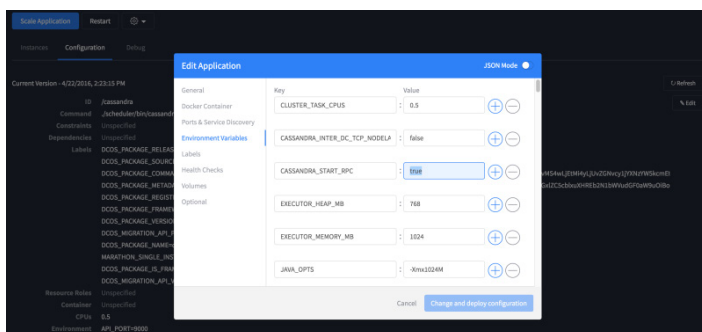 Scale Application Restart
Instances Configuration Debug
Edit Application JSON Mode
Current Version - 4/22/2016, 2:23:15 PM
Refresh
Edit
ID /cassandra
Command ./scheduler/bin/cassandr
Constraints Unspecified
Dependencies Unspecified
Labels DCOS_PACKAGE_RELEAS
DCOS_PACKAGE_SOURC
DCOS_PACKAGE_COMMA
DCOS_PACKAGE_METADA
DCOS_PACKAGE_REGIST
DCOS_PACKAGE_FRAMEW
DCOS_PACKAGE_VERSIO
DCOS_MIGRATION_API_P
DCOS_PACKAGE_NAME=c
MARATHON_SINGLE_INS
DCOS_PACKAGE_IS_FRAM
DCOS_MIGRATION_API_V
Resource Roles Unspecified
Container Unspecified
CPUs 0.5
Environment API_PORT=9000
General
Docker Container
Ports & Service Discovery
Environment Variables
Labels
Health Checks
Volumes
Optional
Key Value
CLUSTER_TASK_CPUS : 0.5
CASSANDRA_INTER_DC_TCP_NODELA : false
CASSANDRA_START_RPC : true
EXECUTOR_HEAP_MB : 768
EXECUTOR_MEMORY_MB : 1024
JAVA_OPTS : -Xmx1024M
Cancel Change and deploy configuration